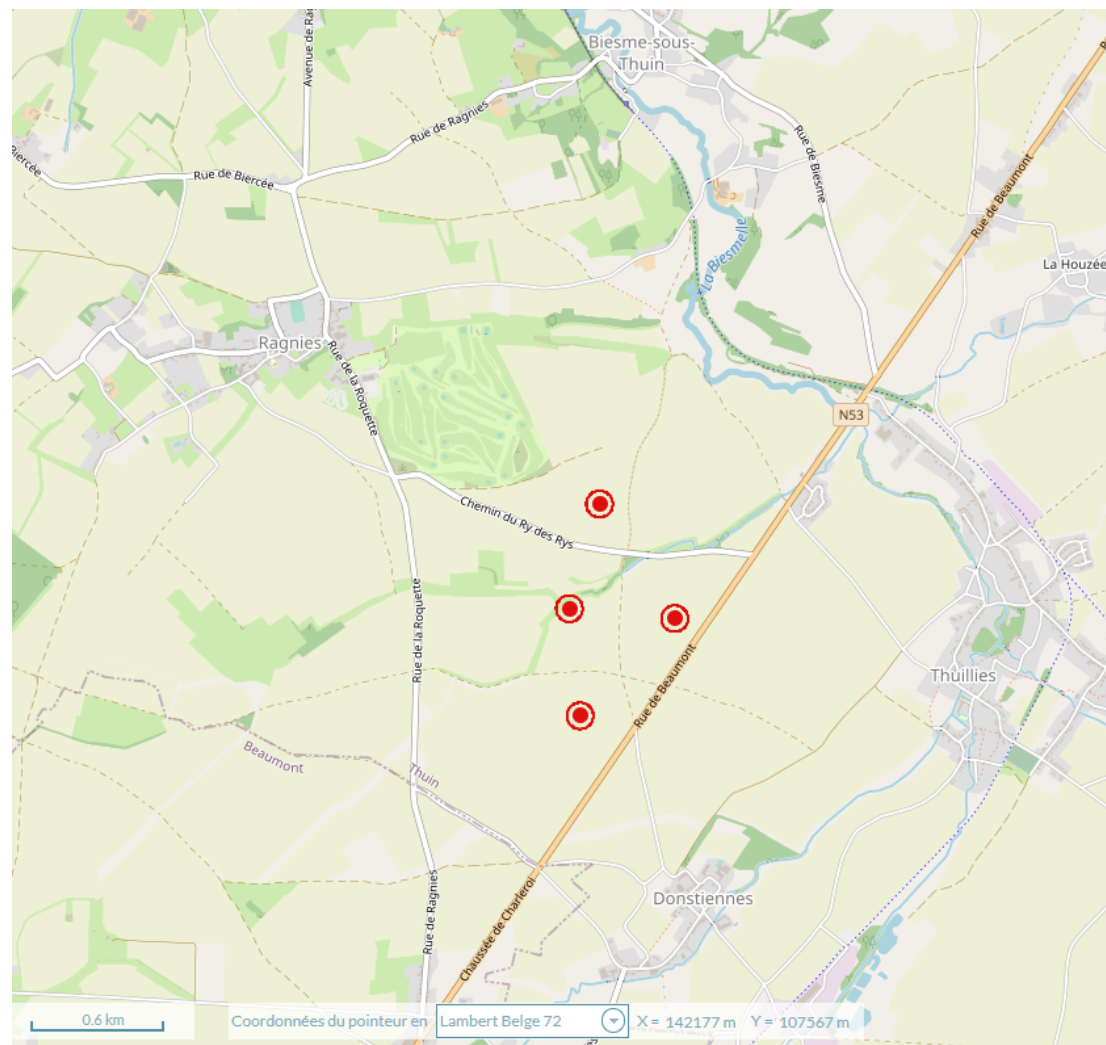 Avenue de Ra
Biesme-sous-
Thuin
Rue de Ragnies
Biercée
Rue de Biercée
Rue de Biesme
Rue de Beaumont
La Biesmelle
La Houzée
Ragnies
Rue de la Roquette
N53
Chemin du Ry des Rys
Rue de la Roquette
Rue de Beaumont
Thuillies
Beaumont
Thuin
Rue de Ragnies
Chaussée de Charleroi
Donstiennes
0.6 km
Coordonnées du pointeur en Lambert Belge 72 X = 142177 m Y = 107567 m